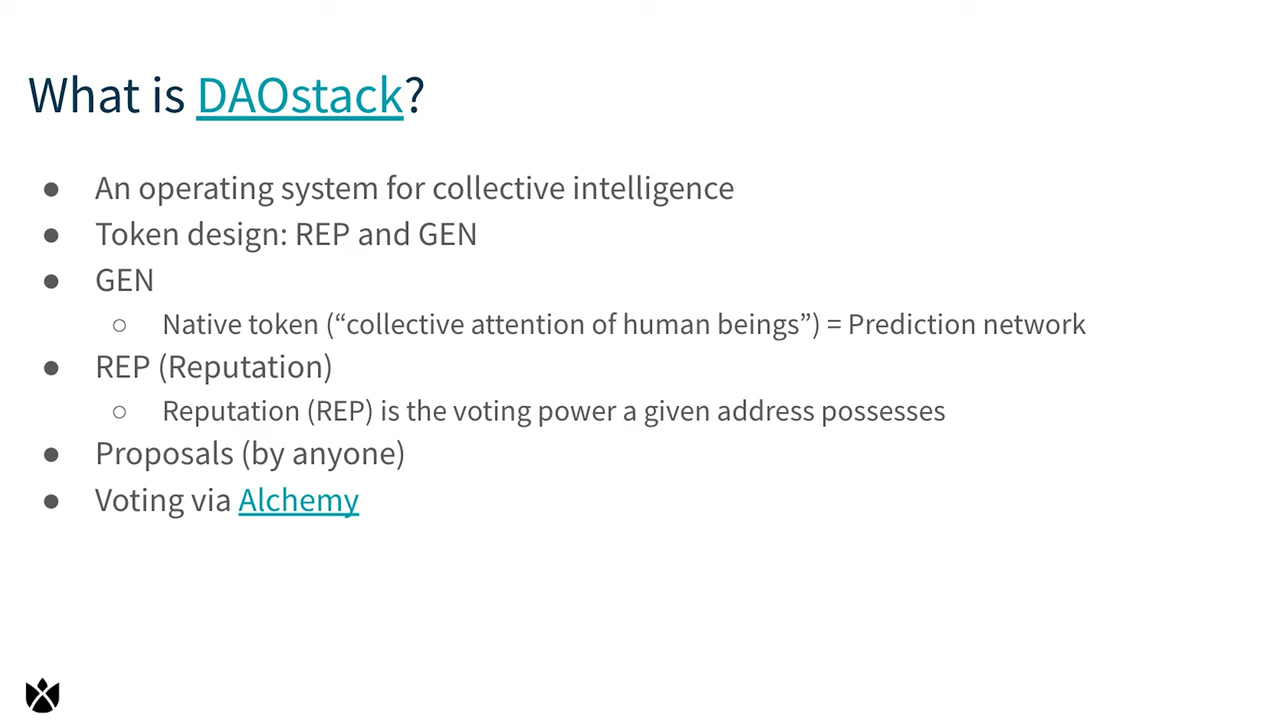 What is DAOstack?
● An operating system for collective intelligence
● Token design: REP and GEN
● GEN
○ Native token (“collective attention of human beings”) = Prediction network
● REP (Reputation)
○ Reputation (REP) is the voting power a given address possesses
● Proposals (by anyone)
● Voting via Alchemy